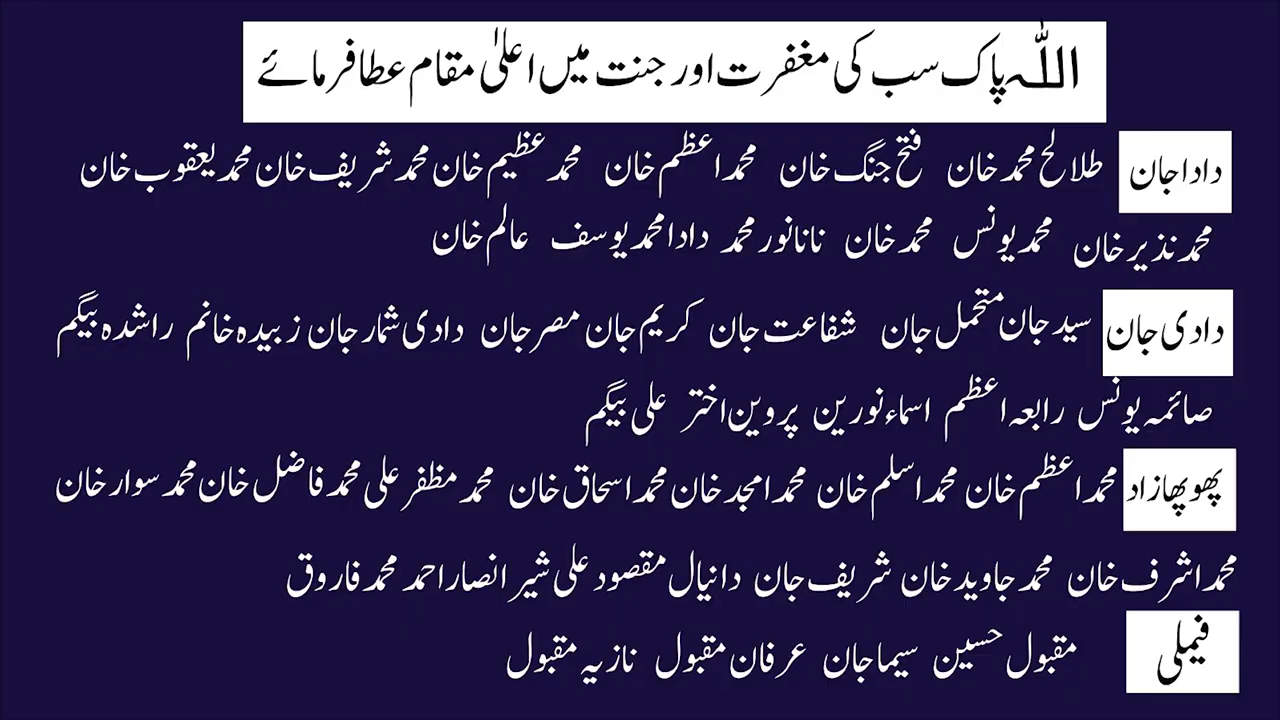 اللہ پاک سب کی مغفرت اور جنت میں اعلیٰ مقام عطا فرمائے
دادا جان طلالح محمد خان فتح جنگ خان محمد اعظم خان محمد عظیم خان محمد شریف خان محمد یعقوب خان
محمد نذیر خان محمد یونس محمد خان نانا نور محمد دادا محمد یوسف عالم خان
دادی جان سید جان متحمل جان شفاعت جان کریم جان مصر جان دادی شمار جان زبیدہ خانم راشدہ بیگم
صائمہ یونس رابعہ اعظم اسماء نورین پروین اختر علی بیگم
پھوپھا زاد محمد اعظم خان محمد اسلم خان محمد امجد خان محمد اسحاق خان محمد مظفر علی محمد فاضل خان محمد سوار خان
محمد اشرف خان محمد جاوید خان شریف جان دانیال مقصود علی شیر انصار احمد محمد فاروق
فیملی مقبول حسین سیما جان عرفان مقبول نازیہ مقبول